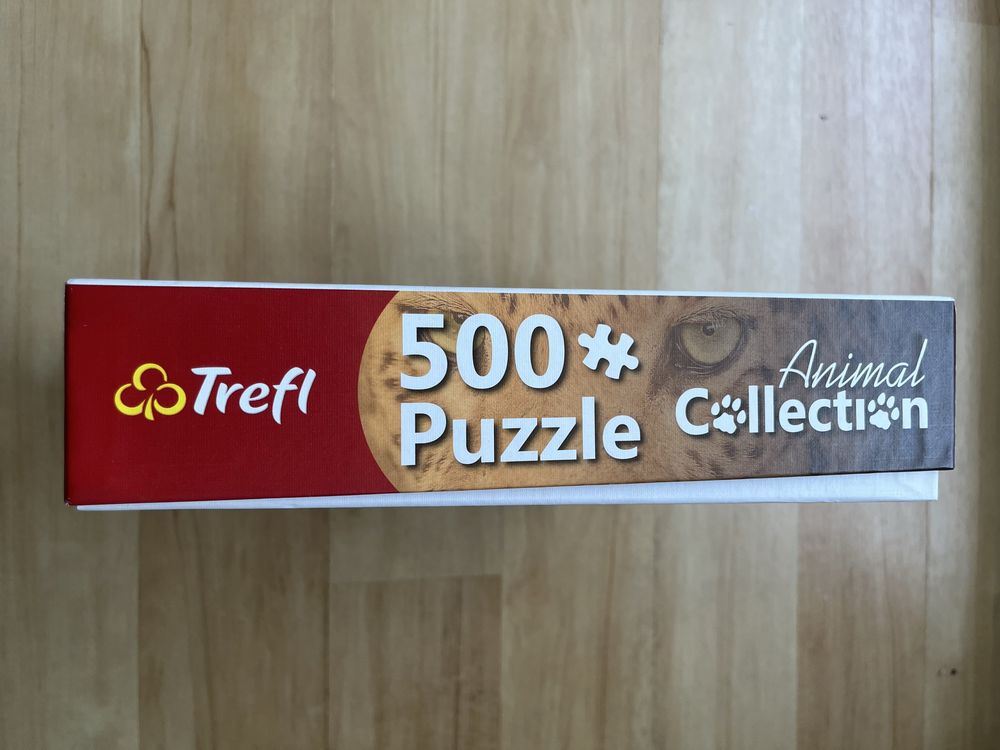 Trefl
500
Puzzle
Animal
Collection